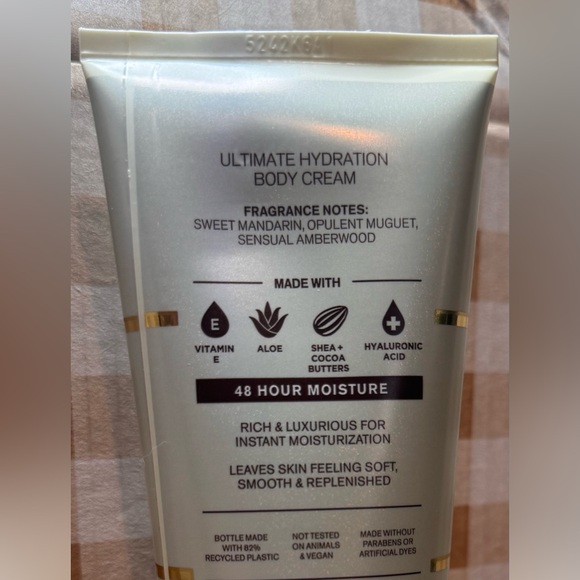 5242K6A1
ULTIMATE HYDRATION
BODY CREAM
FRAGRANCE NOTES:
SWEET MANDARIN, OPULENT MUGUET,
SENSUAL AMBERWOOD
MADE WITH
E
VITAMIN
E
ALOE
SHEA +
COCOA
BUTTERS
HYALURONIC
ACID
48 HOUR MOISTURE
RICH & LUXURIOUS FOR
INSTANT MOISTURIZATION
LEAVES SKIN FEELING SOFT,
SMOOTH & REPLENISHED
BOTTLE MADE
WITH 82%
RECYCLED PLASTIC
NOT TESTED
ON ANIMALS
& VEGAN
MADE WITHOUT
PARABENS OR
ARTIFICIAL DYES